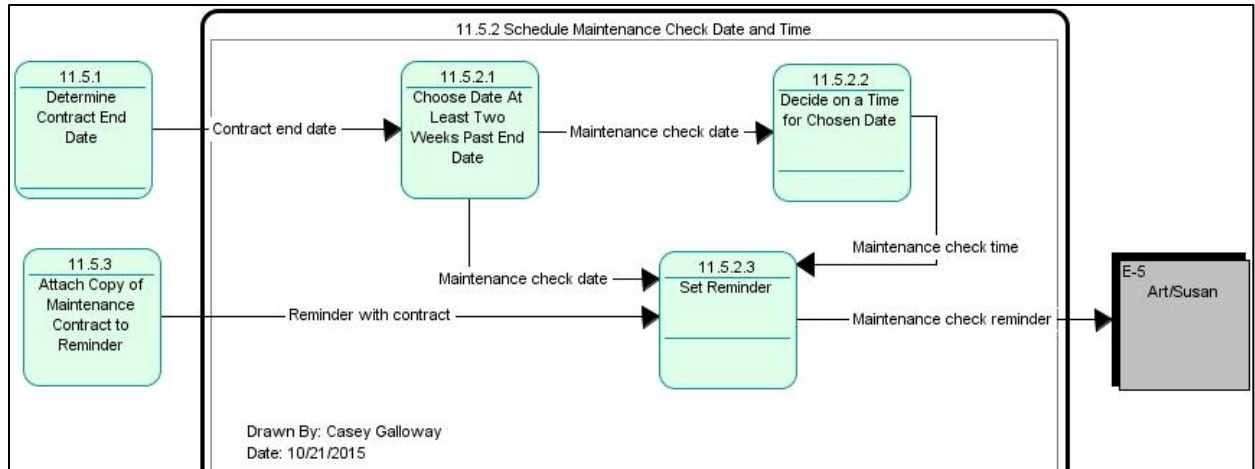 11.5.2 Schedule Maintenance Check Date and Time
11.5.1
Determine
Contract End
Date
Contract end date
11.5.2.1
Choose Date At
Least Two
Weeks Past End
Date
Maintenance check date
11.5.2.2
Decide on a Time
for Chosen Date
Maintenance check time
11.5.3
Attach Copy of
Maintenance
Contract to
Reminder
Reminder with contract
Maintenance check date
11.5.2.3
Set Reminder
Maintenance check reminder
E-5
Art/Susan
Drawn By: Casey Galloway
Date: 10/21/2015